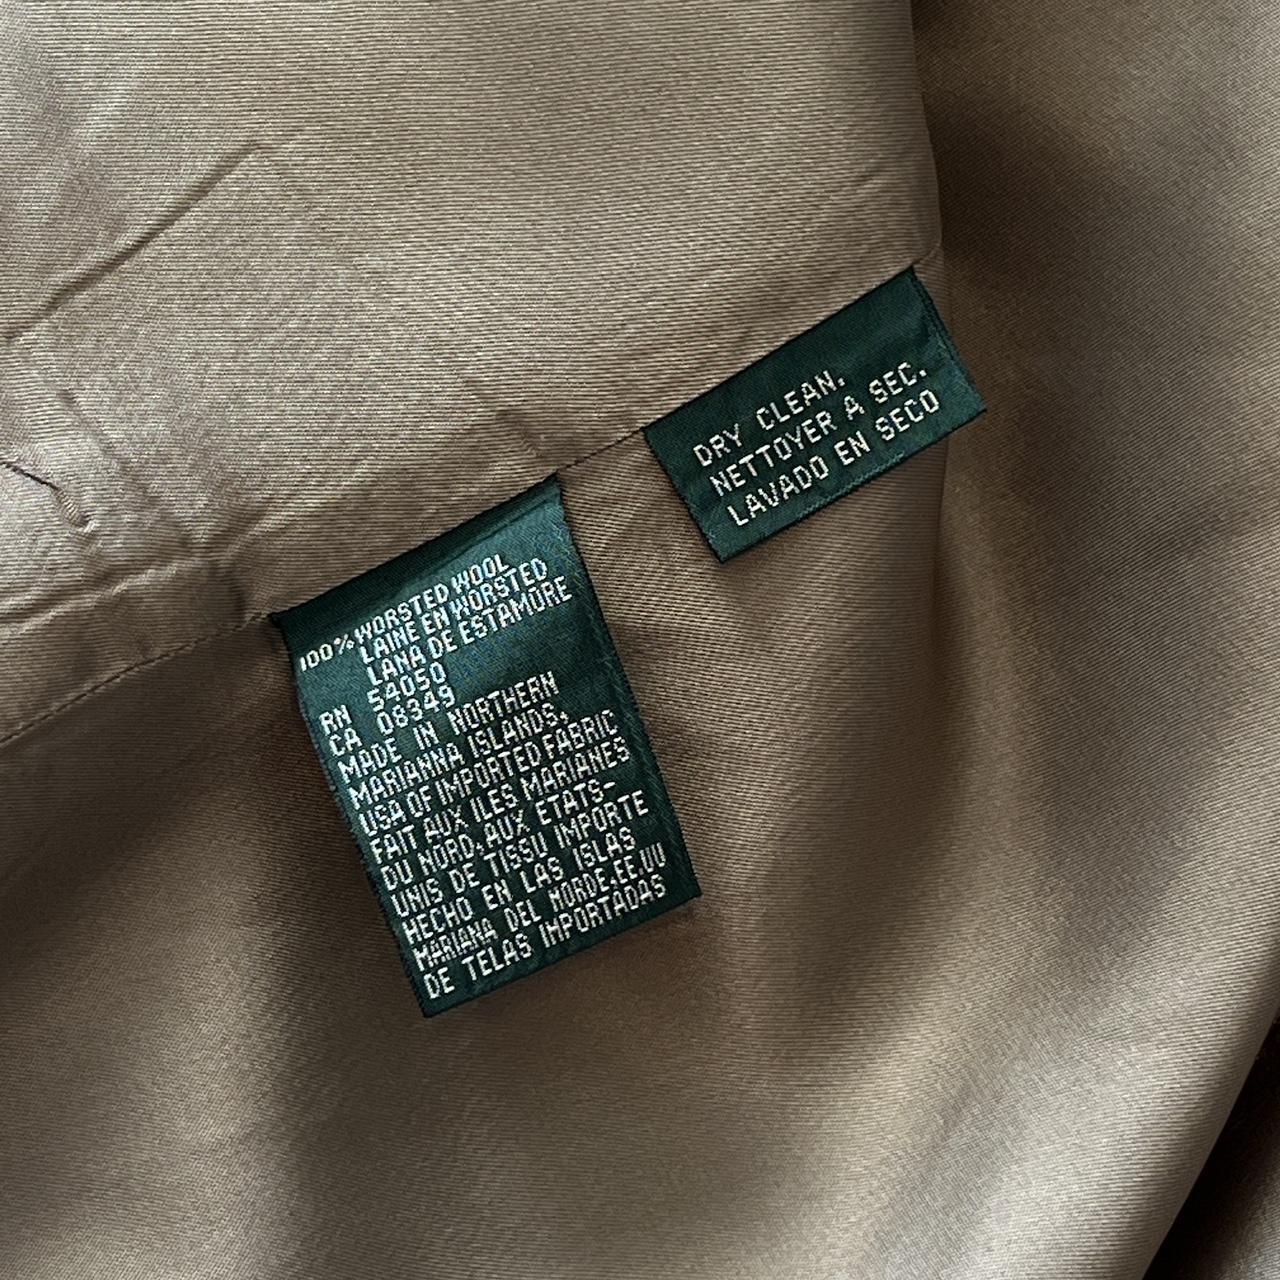 100% WORSTED WOOL
LAINE EN WORSTED
LANA DE ESTAMORE
RN 54050
CA 08349
MADE IN NORTHERN
MARIANNA ISLANDS,
USA OF IMPORTED FABRIC
FAIT AUX ILES MARIANES
DU NORD, AUX ETATS-
UNIS DE TISSU IMPORTE
HECHO EN LAS ISLAS
MARIANA DEL NORDE,EE.UU
DE TELAS IMPORTADAS
DRY CLEAN.
NETTOYER A SEC.
LAVADO EN SECO